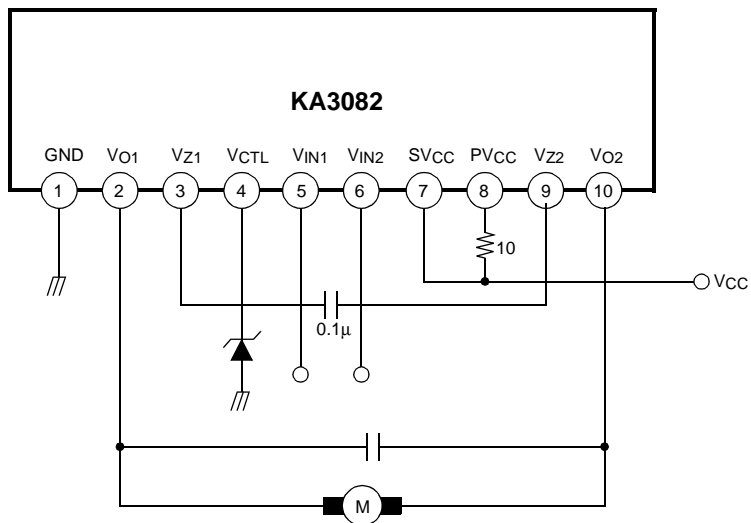 KA3082
GND VO1 VZ1 VCTL VIN1 VIN2 SVCC PVCC VZ2 VO2
1 2 3 4 5 6 7 8 9 10
10
VCC
0.1μ
M